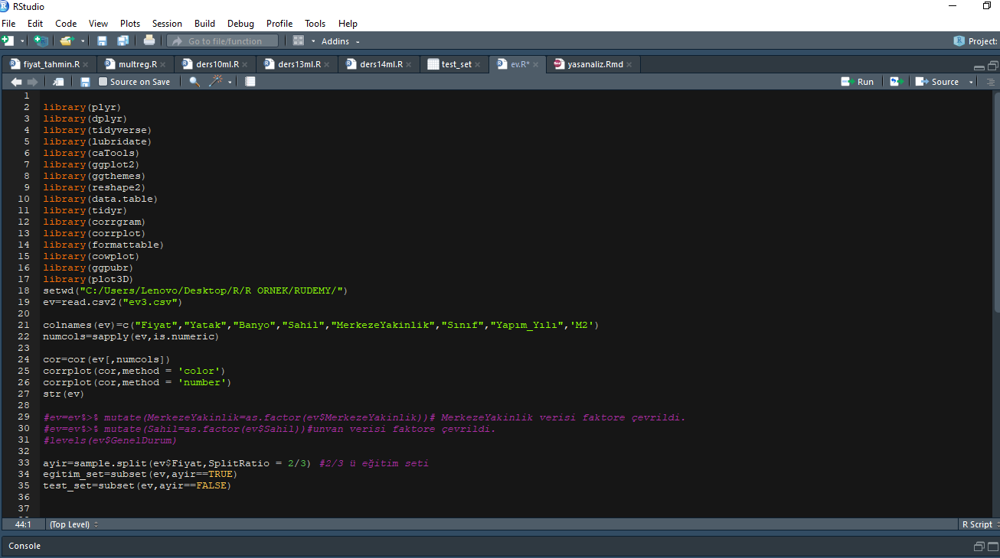 RStudio
File Edit Code View Plots Session Build Debug Profile Tools Help
Go to file/function Addins Project:
fiyat_tahmin.R multreg.R ders10ml.R ders13ml.R ders14ml.R test_set ev.R* yasanaliz.Rmd
Source on Save Run Source
1
2 library(plyr)
3 library(dplyr)
4 library(tidyverse)
5 library(lubridate)
6 library(caTools)
7 library(ggplot2)
8 library(ggthemes)
9 library(reshape2)
10 library(data.table)
11 library(tidyr)
12 library(corrgram)
13 library(corrplot)
14 library(formattable)
15 library(cowplot)
16 library(ggpubr)
17 library(plot3D)
18 setwd("C:/Users/Lenovo/Desktop/R/R ORNEK/RUDEMY/")
19 ev=read.csv2("ev3.csv")
20
21 colnames(ev)=c("Fiyat","Yatak","Banyo","Sahil","MerkezeYakinlik","Sınıf","Yapım_Yılı",'M2')
22 numcols=sapply(ev,is.numeric)
23
24 cor=cor(ev[,numcols])
25 corrplot(cor,method = 'color')
26 corrplot(cor,method = 'number')
27 str(ev)
28
29 #ev=ev%>% mutate(MerkezeYakinlik=as.factor(ev$MerkezeYakinlik))# MerkezeYakinlik verisi faktore çevrildi.
30 #ev=ev%>% mutate(Sahil=as.factor(ev$Sahil))#unvan verisi faktore çevrildi.
31 #levels(ev$GenelDurum)
32
33 ayir=sample.split(ev$Fiyat,SplitRatio = 2/3) #2/3 ü eğitim seti
34 egitim_set=subset(ev,ayir==TRUE)
35 test_set=subset(ev,ayir==FALSE)
36
37
44:1 (Top Level) R Script
Console